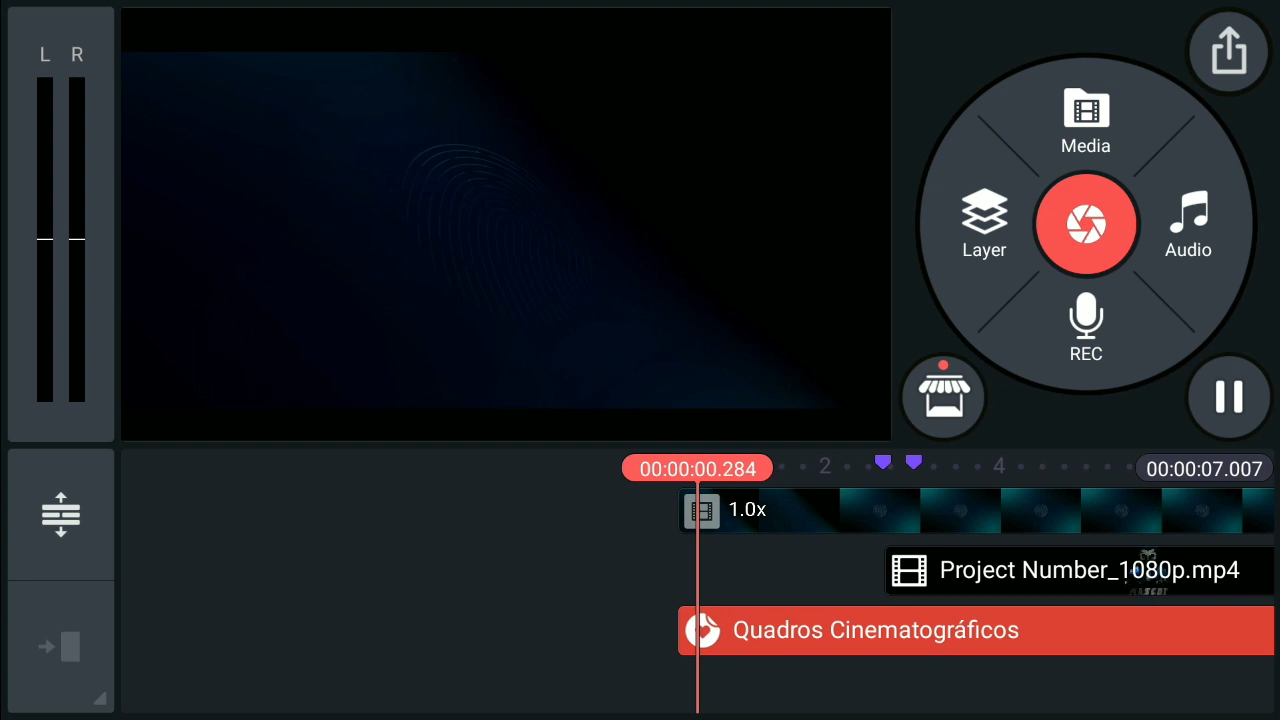 L R
Media
Layer
Audio
REC
00:00:00.284
2
4
00:00:07.007
1.0x
Project Number_1080p.mp4
Quadros Cinematográficos